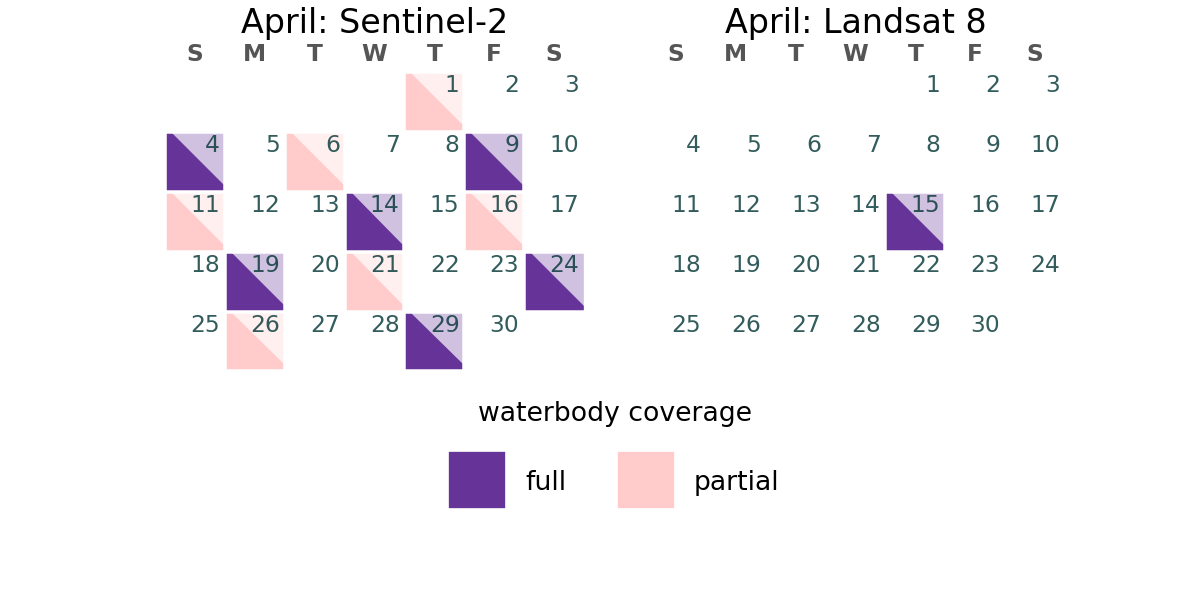 April: Sentinel-2
S M T W T F S
1 2 3
4 5 6 7 8 9 10
11 12 13 14 15 16 17
18 19 20 21 22 23 24
25 26 27 28 29 30
April: Landsat 8
S M T W T F S
1 2 3
4 5 6 7 8 9 10
11 12 13 14 15 16 17
18 19 20 21 22 23 24
25 26 27 28 29 30
waterbody coverage
full partial